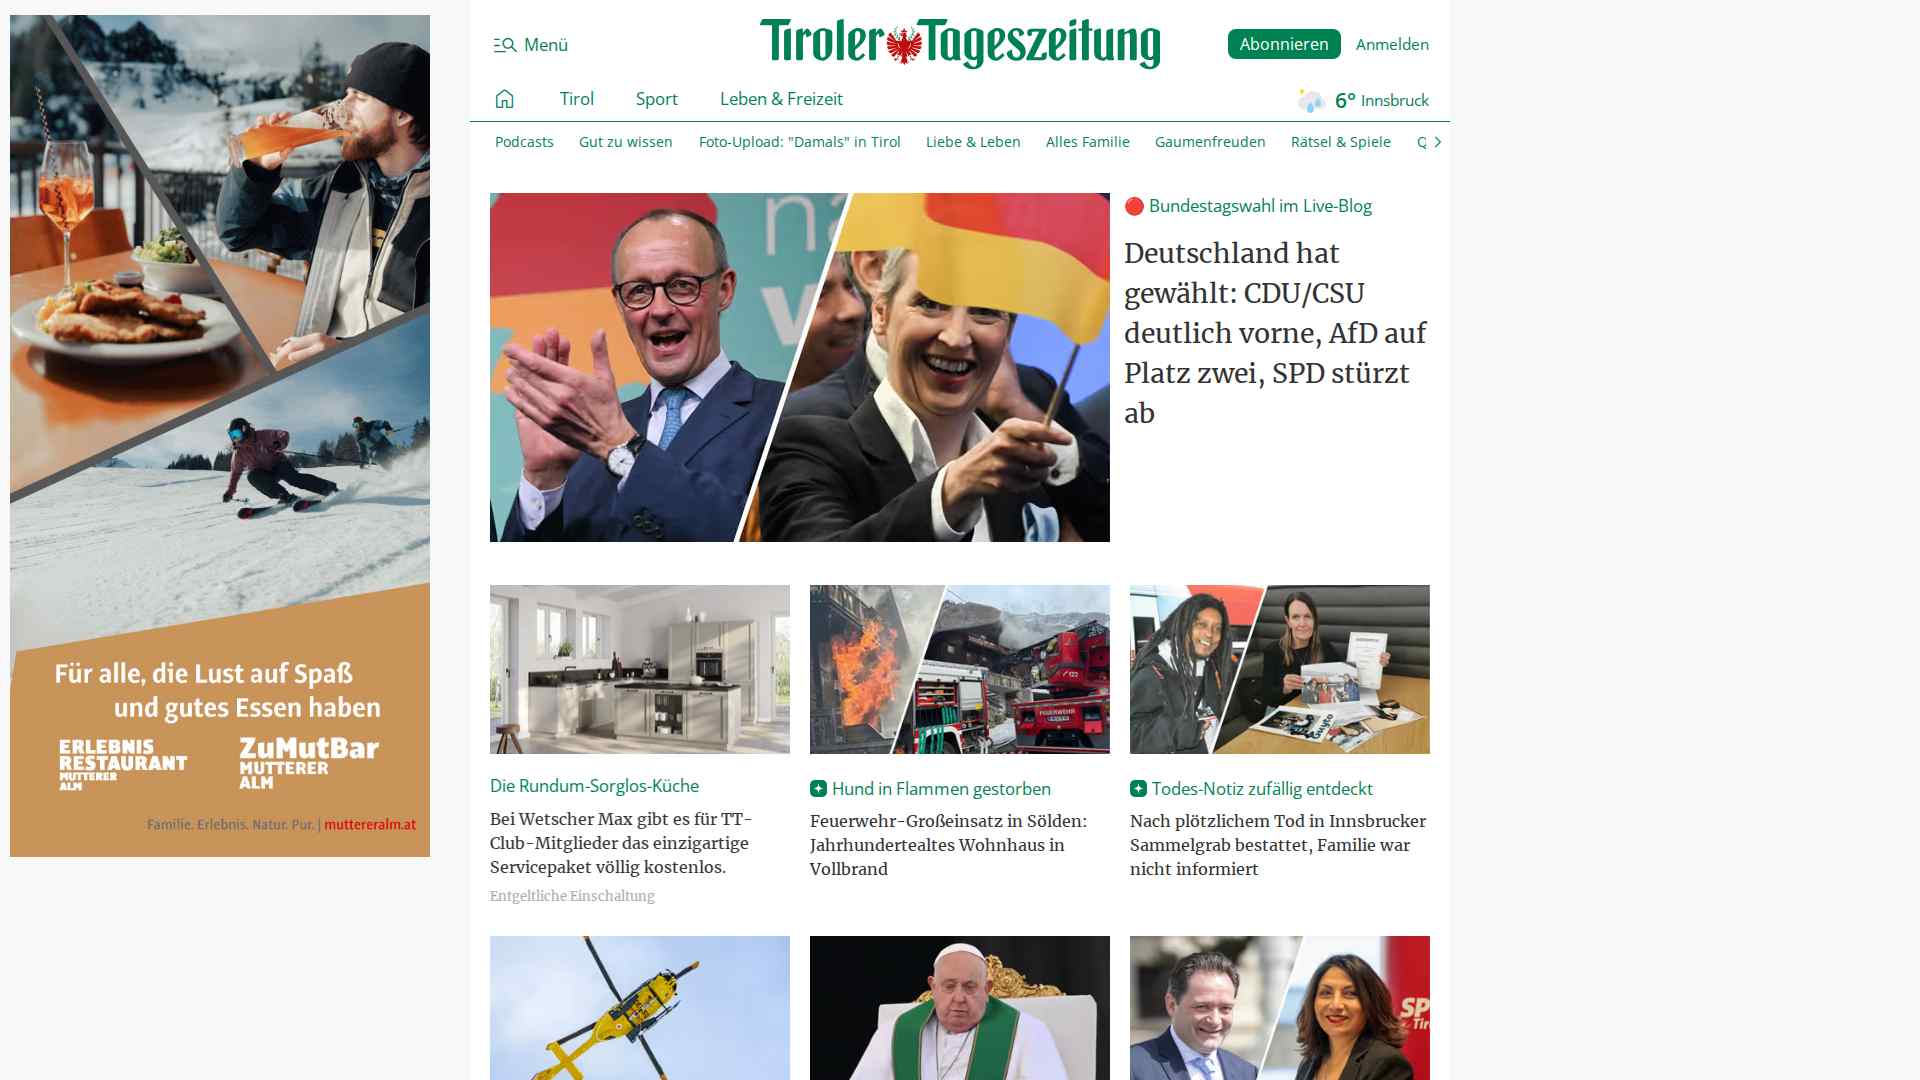 Menü
Tiroler Tageszeitung
Abonnieren
Anmelden
Tirol
Sport
Leben & Freizeit
6° Innsbruck
Podcasts
Gut zu wissen
Foto-Upload: "Damals" in Tirol
Liebe & Leben
Alles Familie
Gaumenfreuden
Rätsel & Spiele
Bundestagswahl im Live-Blog
Deutschland hat
gewählt: CDU/CSU
deutlich vorne, AfD auf
Platz zwei, SPD stürzt
ab
Für alle, die Lust auf Spaß
und gutes Essen haben
ERLEBNIS
RESTAURANT
MUTTERER
ALM
ZuMutBar
MUTTERER
ALM
Familie. Erlebnis. Natur. Pur. | muttereralm.at
Die Rundum-Sorglos-Küche
Bei Wetscher Max gibt es für TT-
Club-Mitglieder das einzigartige
Servicepaket völlig kostenlos.
Entgeltliche Einschaltung
FEUERWEHR
122
Hund in Flammen gestorben
Feuerwehr-Großeinsatz in Sölden:
Jahrhundertealtes Wohnhaus in
Vollbrand
Todes-Notiz zufällig entdeckt
Nach plötzlichem Tod in Innsbrucker
Sammelgrab bestattet, Familie war
nicht informiert
SP
Tir